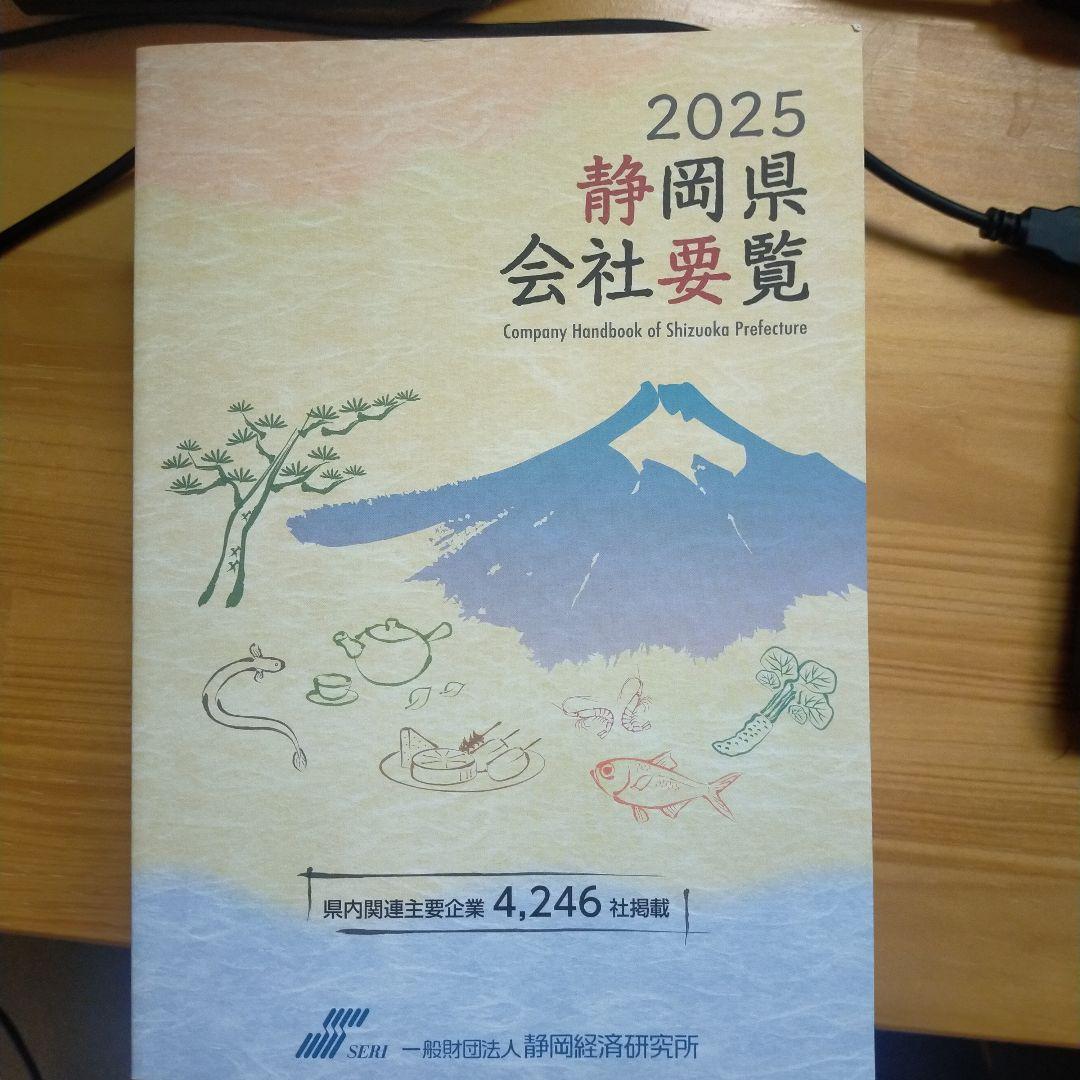 2025
静岡県
会社要覧
Company Handbook of Shizuoka Prefecture
県内関連主要企業 4,246 社掲載
SERI 一般財団法人 静岡経済研究所